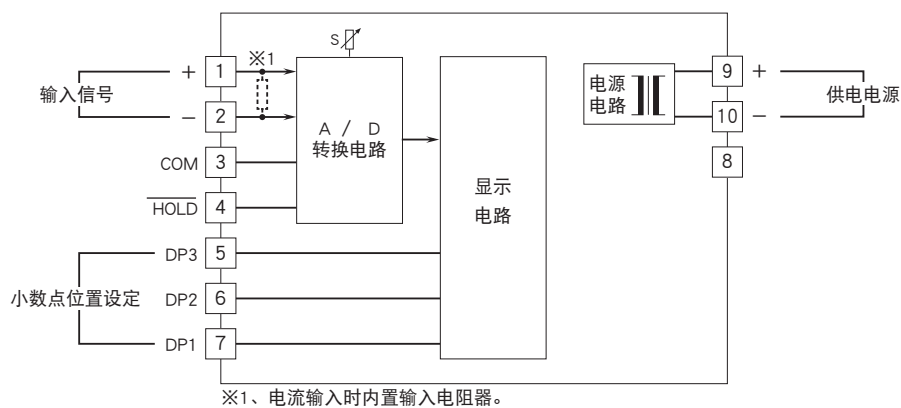 S
※1
+ 1
输入信号
− 2
A / D
转换电路
COM 3
HOLD 4
DP3 5
小数点位置设定
DP2 6
DP1 7
显示
电路
电源
电路
9 +
供电电源
10 −
8
※1、电流输入时内置输入电阻器。